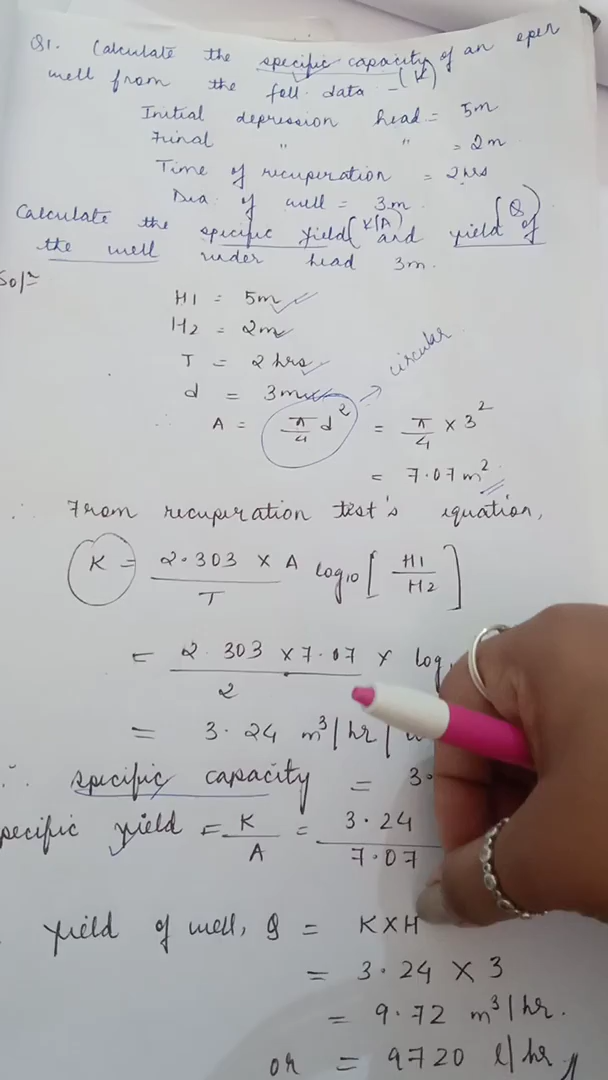 Q1. Calculate the specific capacity of an open
(K)
well from the foll. data -
Initial depression head = 5m
Final " " = 2m
Time of recuperation = 2 hrs
Dia. of well = 3m.
Calculate the specific yield (K/A) and yield of (Q)
the well under head 3m.
Sol:
H1 = 5m
H2 = 2m
T = 2 hrs
d = 3m
circular
∴ A = π/4 d² = π/4 × 3²
= 7.07 m²
∴ From recuperation test's equation,
K = 2.303 × A / T log10 [H1 / H2]
= 2.303 × 7.07 / 2 × log
= 3.24 m³/hr/
∴ specific capacity = 3.
pecific yield = K/A = 3.24 / 7.07
yield of well, Q = K×H
= 3.24 × 3
= 9.72 m³/hr.
or = 9720 l/hr